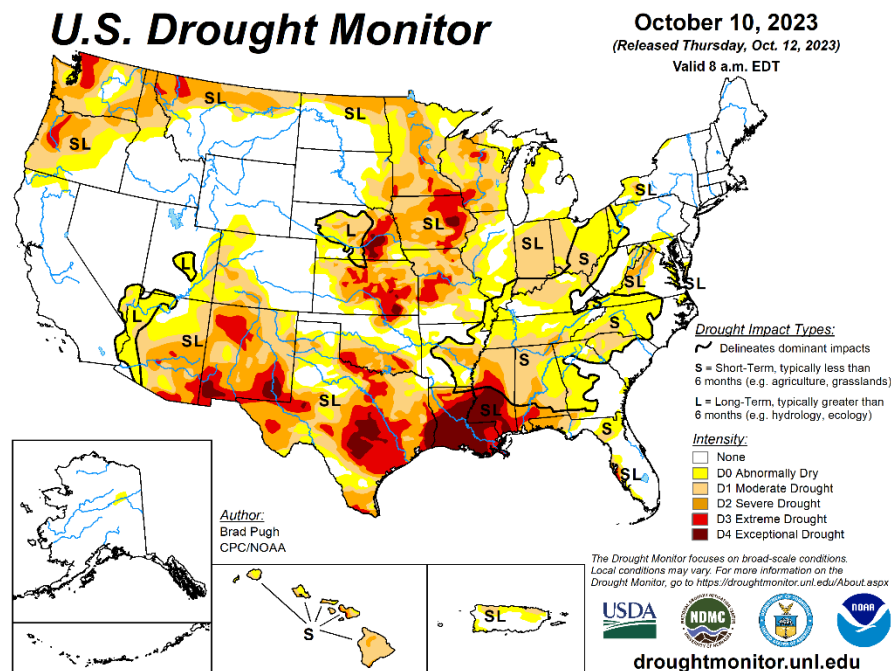 U.S. Drought Monitor
October 10, 2023
(Released Thursday, Oct. 12, 2023)
Valid 8 a.m. EDT
SL
SL
SL
SL
SL
L
SL
S
SL
SL
L
L
SL
S
S
SL
SL
S
SL
Drought Impact Types:
Delineates dominant impacts
S = Short-Term, typically less than
6 months (e.g. agriculture, grasslands)
L = Long-Term, typically greater than
6 months (e.g. hydrology, ecology)
Intensity:
None
D0 Abnormally Dry
D1 Moderate Drought
D2 Severe Drought
D3 Extreme Drought
D4 Exceptional Drought
Author:
Brad Pugh
CPC/NOAA
S
SL
The Drought Monitor focuses on broad-scale conditions.
Local conditions may vary. For more information on the
Drought Monitor, go to https://droughtmonitor.unl.edu/About.aspx
USDA
NDMC
NOAA
droughtmonitor.unl.edu